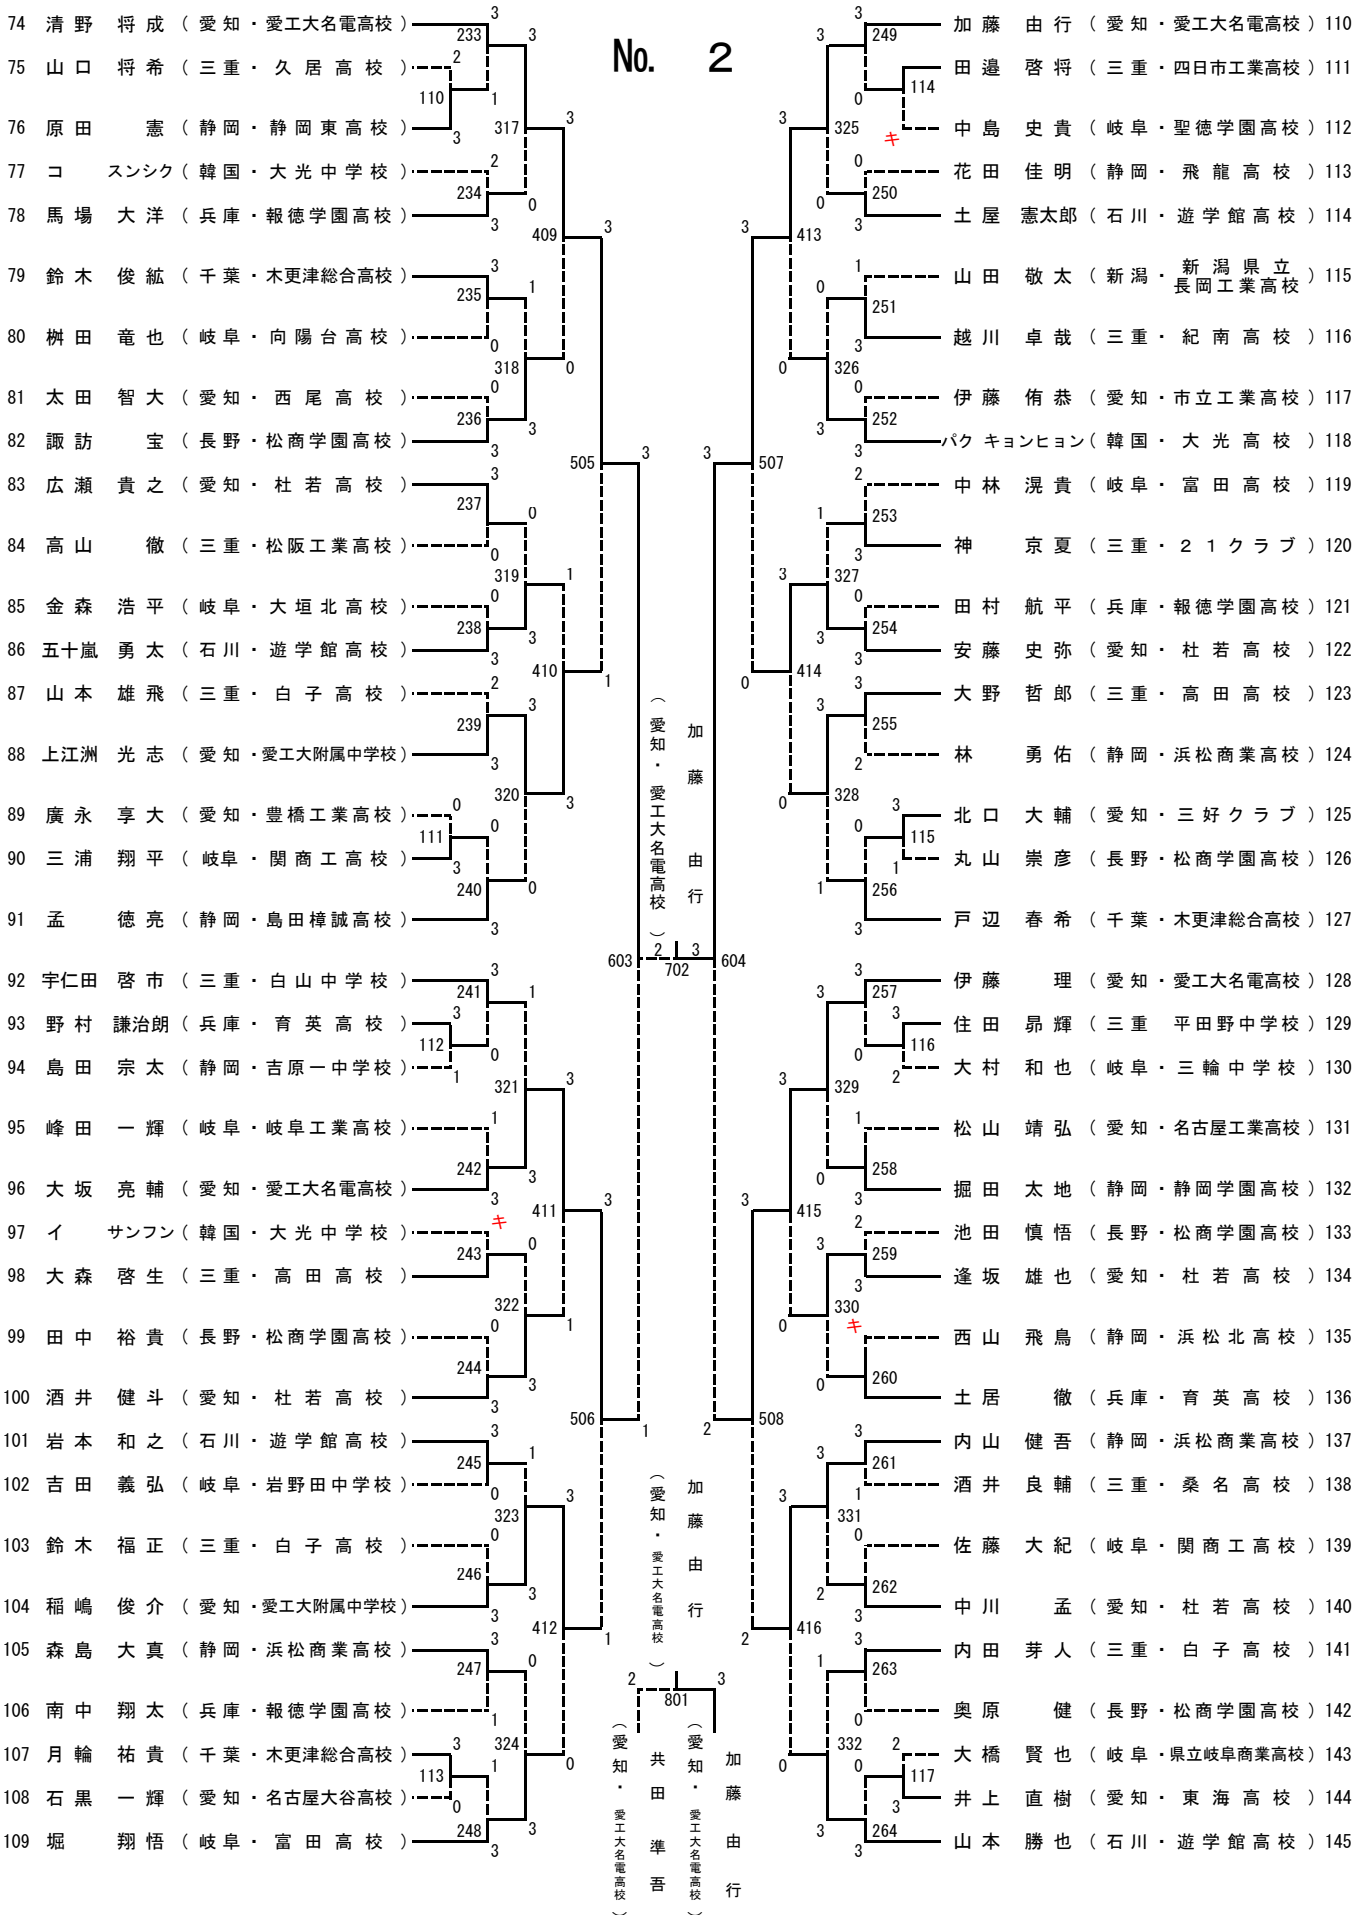 No. 2
74 清野 将成 （ 愛知・愛工大名電高校 ）
75 山口 将希 （ 三重・久居高校 ）
76 原田 憲 （ 静岡・静岡東高校 ）
77 コ スンシク （ 韓国・大光中学校 ）
78 馬場 大洋 （ 兵庫・報徳学園高校 ）
79 鈴木 俊紘 （ 千葉・木更津総合高校 ）
80 桝田 竜也 （ 岐阜・向陽台高校 ）
81 太田 智大 （ 愛知・西尾高校 ）
82 諏訪 宝 （ 長野・松商学園高校 ）
83 広瀬 貴之 （ 愛知・杜若高校 ）
84 高山 徹 （ 三重・松阪工業高校 ）
85 金森 浩平 （ 岐阜・大垣北高校 ）
86 五十嵐 勇太 （ 石川・遊学館高校 ）
87 山本 雄飛 （ 三重・白子高校 ）
88 上江洲 光志 （ 愛知・愛工大附属中学校 ）
89 廣永 享大 （ 愛知・豊橋工業高校 ）
90 三浦 翔平 （ 岐阜・関商工高校 ）
91 孟 徳亮 （ 静岡・島田樟誠高校 ）
92 宇仁田 啓市 （ 三重・白山中学校 ）
93 野村 謙治朗 （ 兵庫・育英高校 ）
94 島田 宗太 （ 静岡・吉原一中学校 ）
95 峰田 一輝 （ 岐阜・岐阜工業高校 ）
96 大坂 亮輔 （ 愛知・愛工大名電高校 ）
97 イ サンフン （ 韓国・大光中学校 ）
98 大森 啓生 （ 三重・高田高校 ）
99 田中 裕貴 （ 長野・松商学園高校 ）
100 酒井 健斗 （ 愛知・杜若高校 ）
101 岩本 和之 （ 石川・遊学館高校 ）
102 吉田 義弘 （ 岐阜・岩野田中学校 ）
103 鈴木 福正 （ 三重・白子高校 ）
104 稲嶋 俊介 （ 愛知・愛工大附属中学校 ）
105 森島 大真 （ 静岡・浜松商業高校 ）
106 南中 翔太 （ 兵庫・報徳学園高校 ）
107 月輪 祐貴 （ 千葉・木更津総合高校 ）
108 石黒 一輝 （ 愛知・名古屋大谷高校 ）
109 堀 翔悟 （ 岐阜・富田高校 ）
加藤 由行 （ 愛知・愛工大名電高校 ） 110
田邉 啓将 （ 三重・四日市工業高校 ） 111
中島 史貴 （ 岐阜・聖徳学園高校 ） 112
花田 佳明 （ 静岡・飛龍高校 ） 113
土屋 憲太郎 （ 石川・遊学館高校 ） 114
山田 敬太 （ 新潟・新潟県立長岡工業高校 ） 115
越川 卓哉 （ 三重・紀南高校 ） 116
伊藤 侑恭 （ 愛知・市立工業高校 ） 117
パク キョンヒョン （ 韓国・大光高校 ） 118
中林 滉貴 （ 岐阜・富田高校 ） 119
神 京夏 （ 三重・２１クラブ ） 120
田村 航平 （ 兵庫・報徳学園高校 ） 121
安藤 史弥 （ 愛知・杜若高校 ） 122
大野 哲郎 （ 三重・高田高校 ） 123
林 勇佑 （ 静岡・浜松商業高校 ） 124
北口 大輔 （ 愛知・三好クラブ ） 125
丸山 崇彦 （ 長野・松商学園高校 ） 126
戸辺 春希 （ 千葉・木更津総合高校 ） 127
伊藤 理 （ 愛知・愛工大名電高校 ） 128
住田 昴輝 （ 三重 平田野中学校 ） 129
大村 和也 （ 岐阜・三輪中学校 ） 130
松山 靖弘 （ 愛知・名古屋工業高校 ） 131
掘田 太地 （ 静岡・静岡学園高校 ） 132
池田 慎悟 （ 長野・松商学園高校 ） 133
逢坂 雄也 （ 愛知・杜若高校 ） 134
西山 飛鳥 （ 静岡・浜松北高校 ） 135
土居 徹 （ 兵庫・育英高校 ） 136
内山 健吾 （ 静岡・浜松商業高校 ） 137
酒井 良輔 （ 三重・桑名高校 ） 138
佐藤 大紀 （ 岐阜・関商工高校 ） 139
中川 孟 （ 愛知・杜若高校 ） 140
内田 芽人 （ 三重・白子高校 ） 141
奥原 健 （ 長野・松商学園高校 ） 142
大橋 賢也 （ 岐阜・県立岐阜商業高校 ） 143
井上 直樹 （ 愛知・東海高校 ） 144
山本 勝也 （ 石川・遊学館高校 ） 145
加藤 由行
（愛知・愛工大名電高校）
2 3
603 702 604
加藤由行
（愛知・愛工大名電高校）
2 3
801
共田準吾
（愛知・愛工大名電高校）
加藤由行
（愛知・愛工大名電高校）